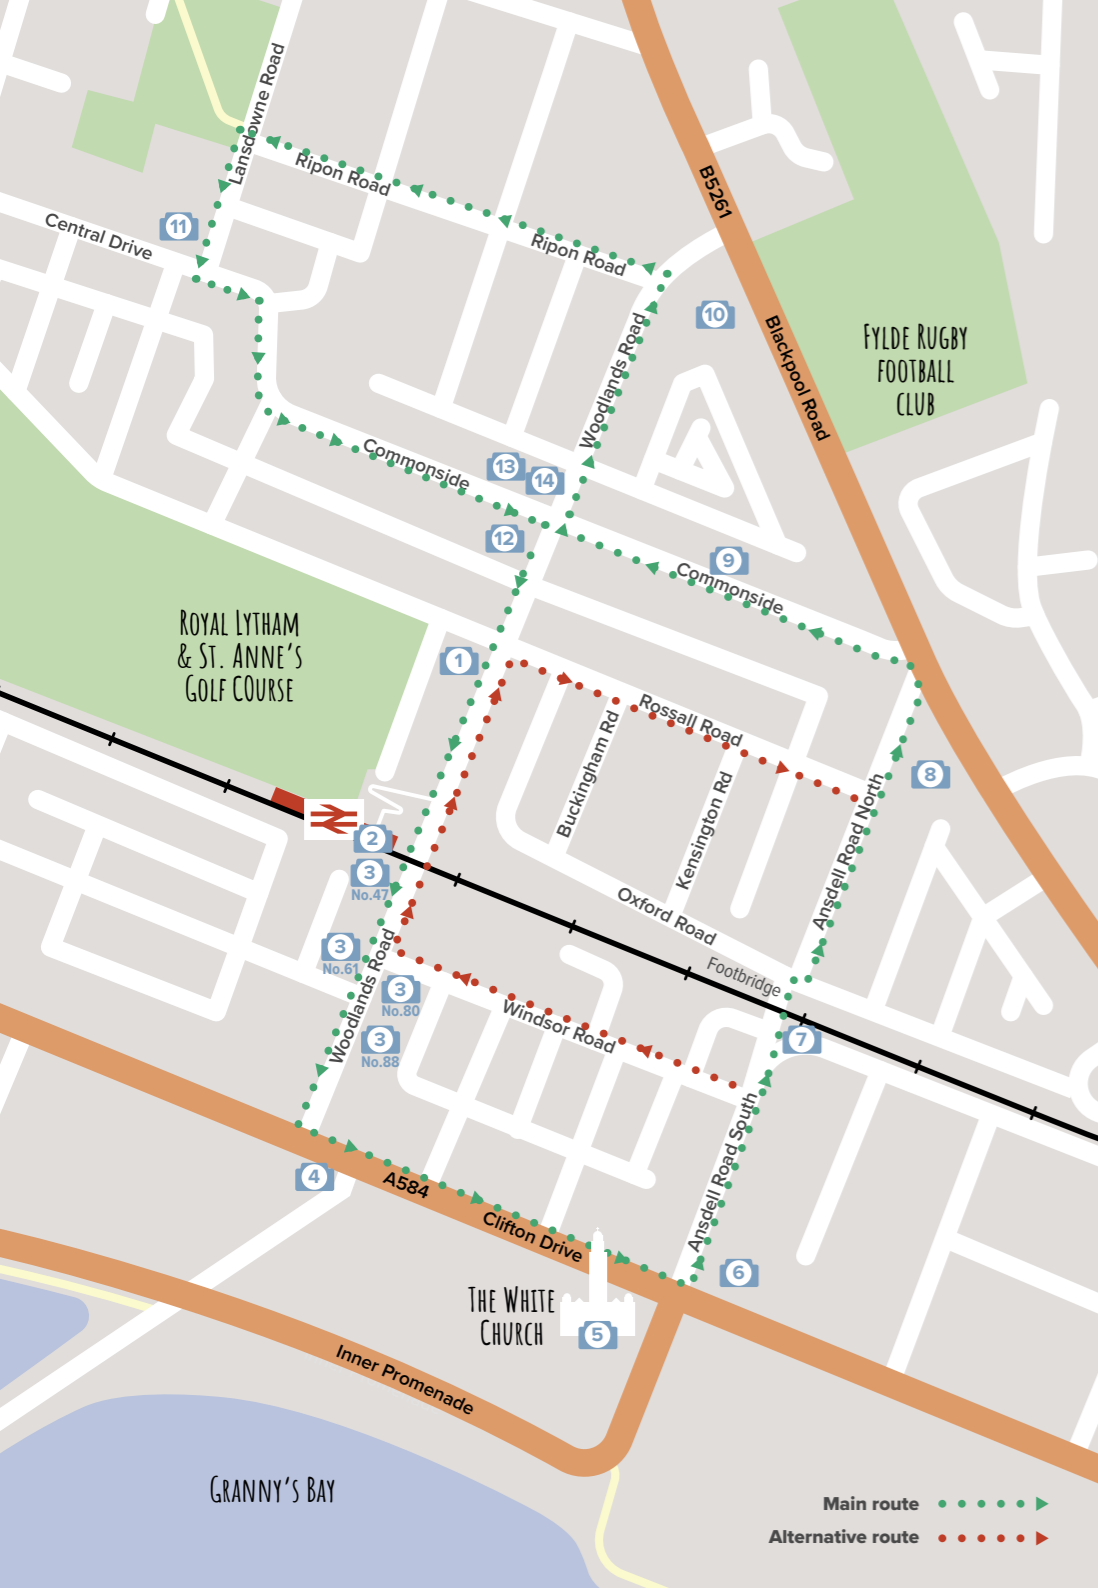 Lansdowne Road
Ripon Road
B5261
11
Central Drive
Ripon Road
10
Blackpool Road
FYLDE RUGBY
FOOTBALL
CLUB
Woodlands Road
Commonside
13
14
12
9
Commonside
ROYAL LYTHAM
& ST. ANNE'S
GOLF COURSE
1
Rossall Road
Buckingham Rd
Kensington Rd
8
Ansdell Road North
2
3
No.47
Oxford Road
3
No.61
Woodlands Road
3
No.80
Footbridge
Windsor Road
3
No.88
7
Ansdell Road South
4
A584
Clifton Drive
6
THE WHITE
CHURCH
5
Inner Promenade
GRANNY'S BAY
Main route
Alternative route